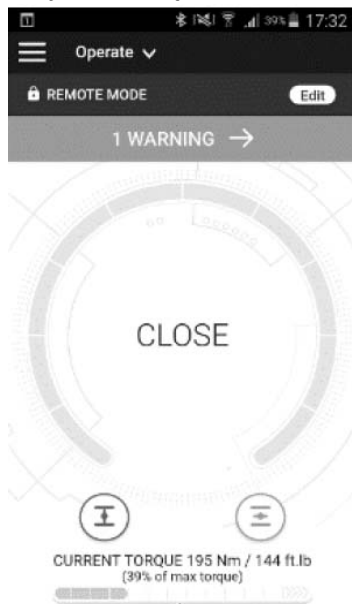 39% 17:32
Operate
REMOTE MODE Edit
1 WARNING →
CLOSE
CURRENT TORQUE 195 Nm / 144 ft.lb
(39% of max torque)